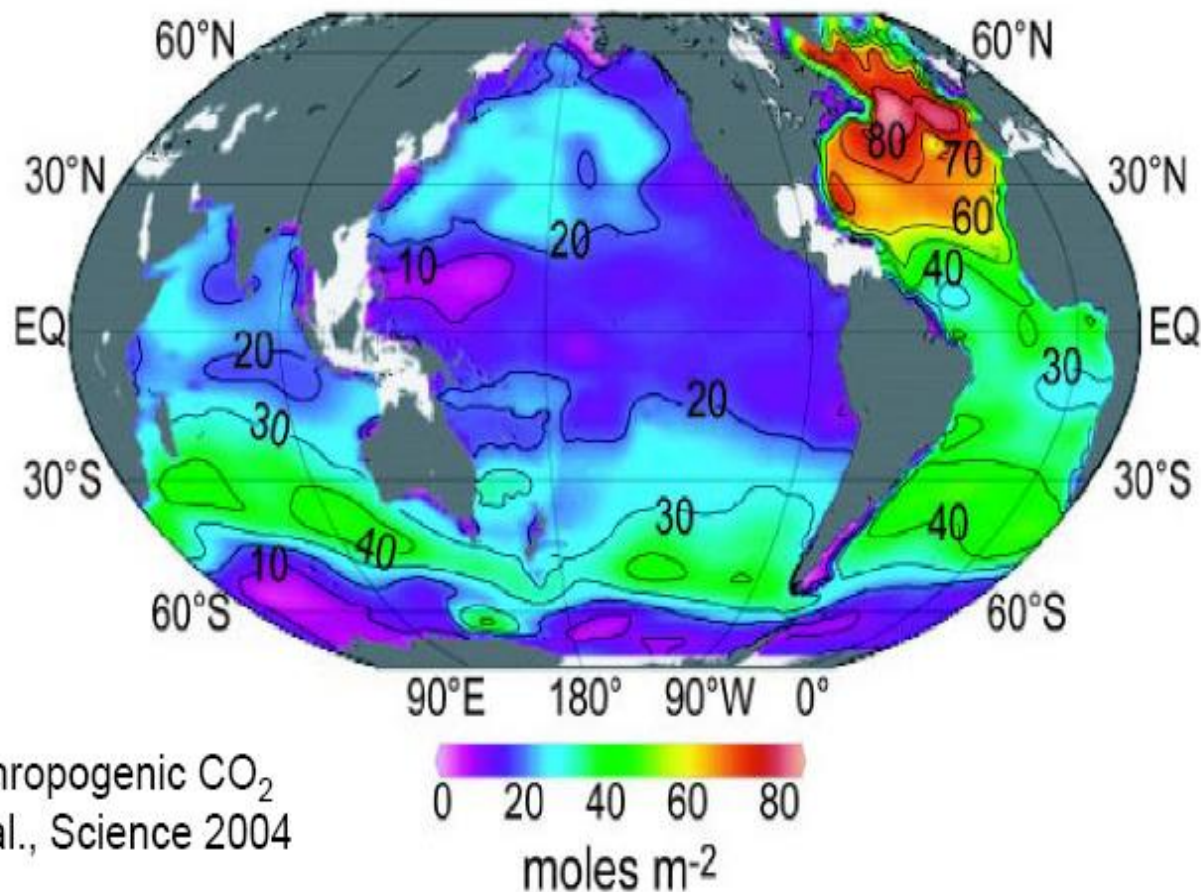 60°N 60°N
80 70
30°N 30°N
60
20
10 40
EQ EQ
20 30
20
30
30°S 30°S
30 40
40
10
60°S 60°S
90°E 180° 90°W 0°
hropogenic CO₂
0 20 40 60 80
al., Science 2004
moles m⁻²